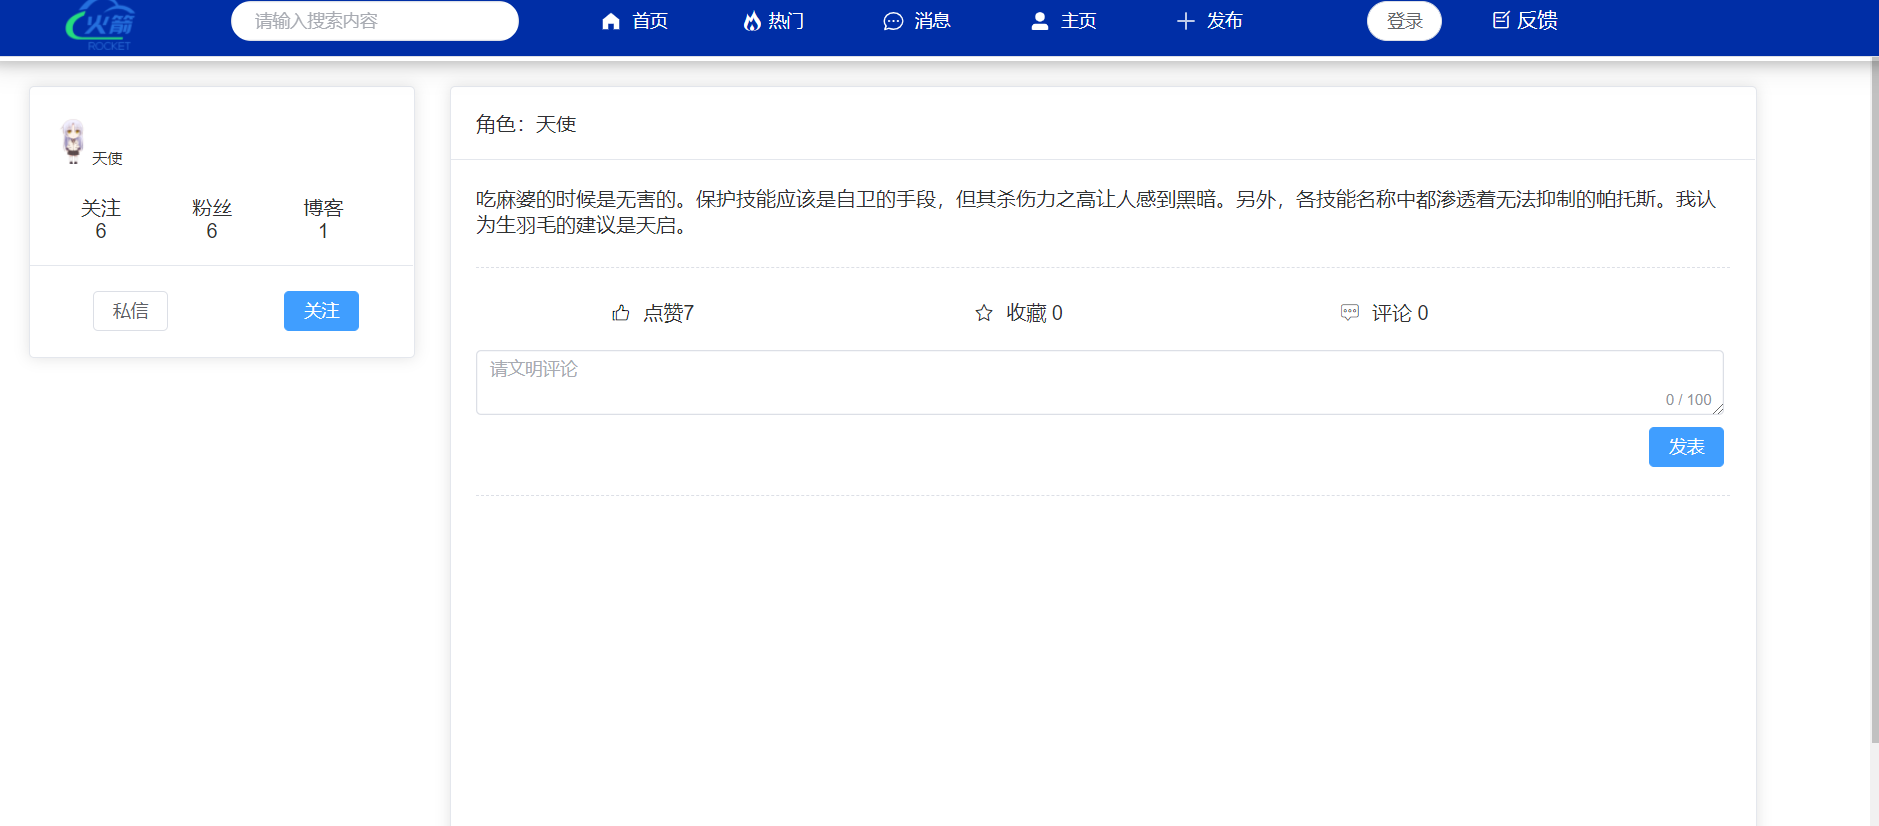 火箭
ROCKET
请输入搜索内容
首页
热门
消息
主页
发布
登录
反馈
天使
关注
粉丝
博客
6
6
1
私信
关注
角色：天使
吃麻婆的时候是无害的。保护技能应该是自卫的手段，但其杀伤力之高让人感到黑暗。另外，各技能名称中都渗透着无法抑制的帕托斯。我认
为生羽毛的建议是天启。
点赞7
收藏 0
评论 0
请文明评论
0 / 100
发表